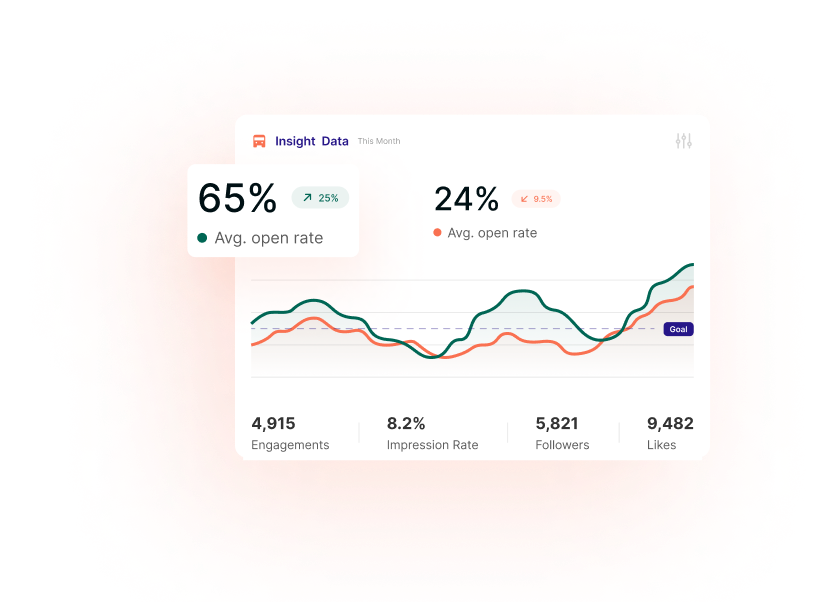 Insight Data This Month
65% 25%
Avg. open rate
24% 9.5%
Avg. open rate
Goal
4,915
Engagements
8.2%
Impression Rate
5,821
Followers
9,482
Likes